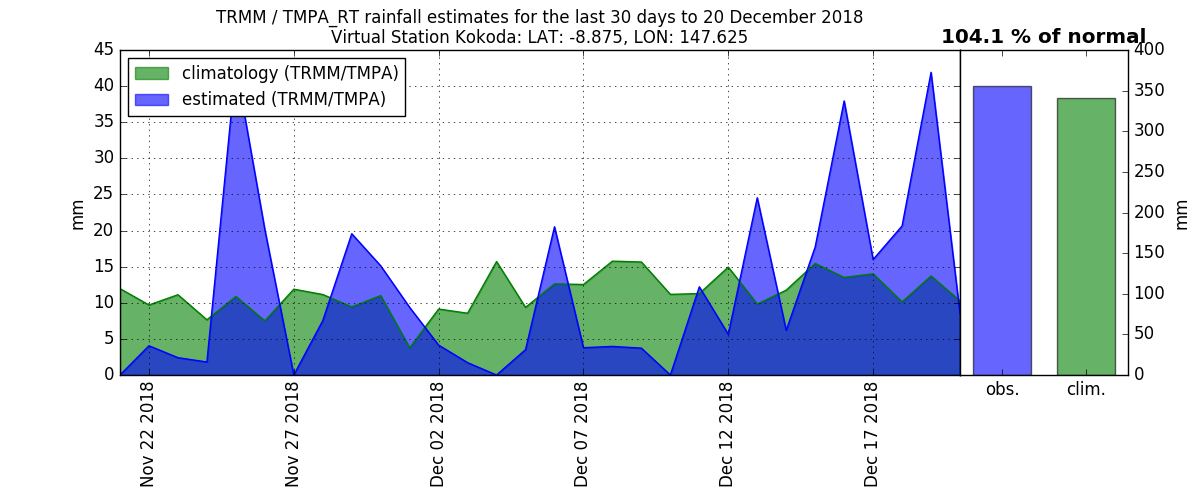 TRMM / TMPA_RT rainfall estimates for the last 30 days to 20 December 2018
Virtual Station Kokoda: LAT: -8.875, LON: 147.625
104.1 % of normal
climatology (TRMM/TMPA)
estimated (TRMM/TMPA)
45
40
35
30
25
20
15
10
5
0
mm
400
350
300
250
200
150
100
50
0
mm
Nov 22 2018
Nov 27 2018
Dec 02 2018
Dec 07 2018
Dec 12 2018
Dec 17 2018
obs.
clim.